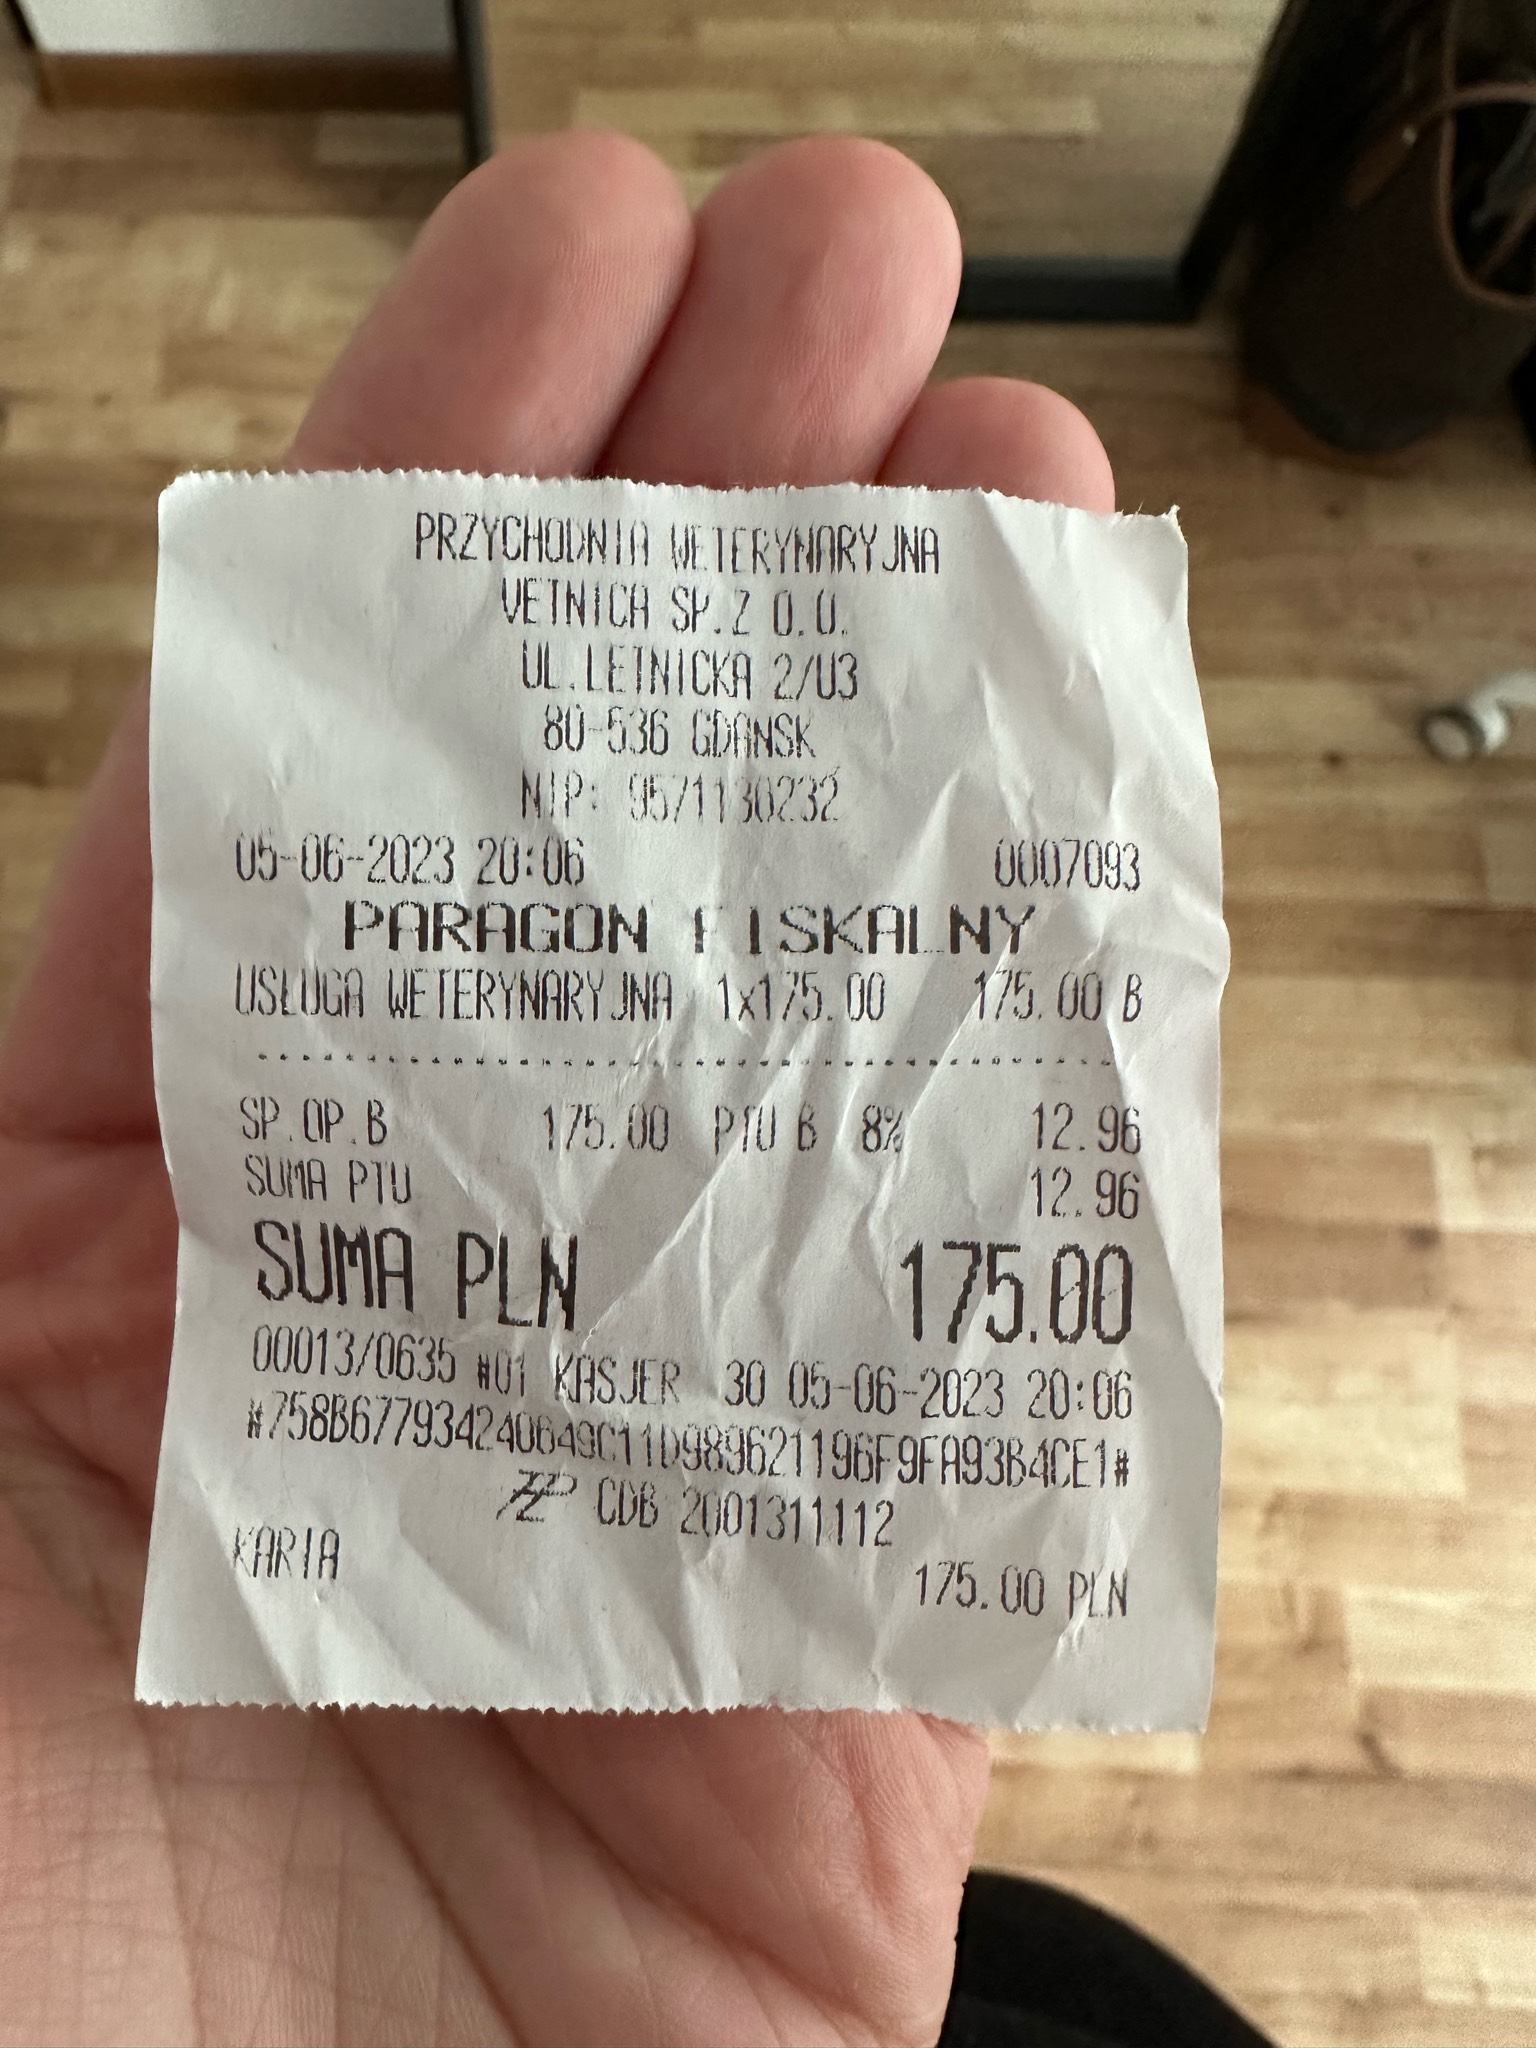 PRZYCHODNIA WETERYNARYJNA
VETNICA SP.Z O.O.
UL.LETNICKA 2/U3
80-536 GDANSK
NIP: 9571130232
05-06-2023 20:06 0007093
PARAGON FISKALNY
USŁUGA WETERYNARYJNA 1x175.00 175.00 B
SP.OP.B 175.00 PTU B 8% 12.96
SUMA PTU 12.96
SUMA PLN 175.00
00013/0635 #01 KASJER 30 05-06-2023 20:06
#758B677934240649C11D989621196F9FA93B4CE1#
CDB 2001311112
KARTA 175.00 PLN